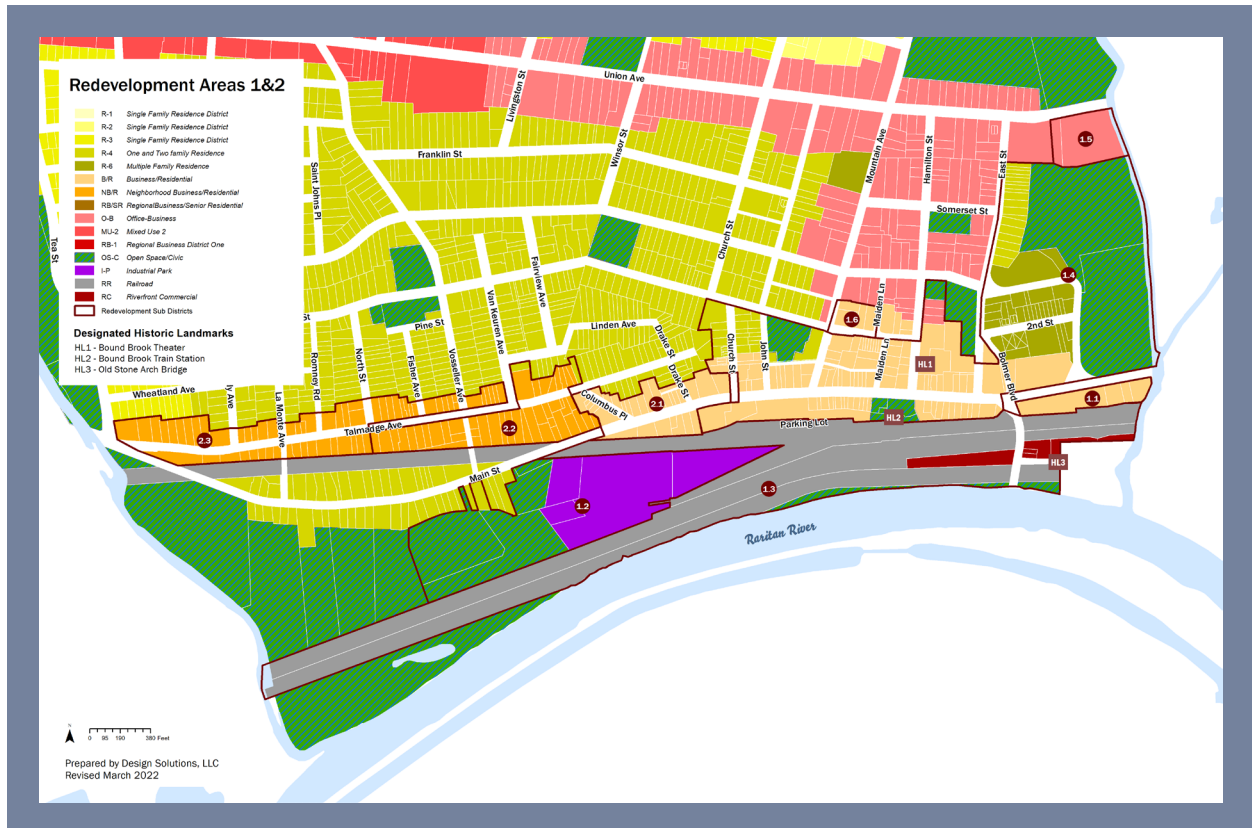 Redevelopment Areas 1&2
R-1 Single Family Residence District
R-2 Single Family Residence District
R-3 Single Family Residence District
R-4 One and Two family Residence
R-6 Multiple Family Residence
B/R Business/Residential
NB/R Neighborhood Business/Residential
RB/SR RegionalBusiness/Senior Residential
O-B Office-Business
MU-2 Mixed Use 2
RB-1 Regional Business District One
OS-C Open Space/Civic
I-P Industrial Park
RR Railroad
RC Riverfront Commercial
Redevelopment Sub Districts
Designated Historic Landmarks
HL1 - Bound Brook Theater
HL2 - Bound Brook Train Station
HL3 - Old Stone Arch Bridge
Union Ave
Livingston St
Winsor St
Franklin St
Saint Johns Pl
Mountain Ave
Hamilton St
East St
1.5
Somerset St
Tea St
Church St
Fairview Ave
Van Keuren Ave
1.4
Maiden Ln
1.6
2nd St
St
Pine St
Linden Ave
Drake St
Church St
John St
Maiden Ln
HL1
Bolmer Blvd
Romney Rd
North St
Fisher Ave
Vosseller Ave
Drake St
Wheatland Ave
ly Ave
La Monte Ave
Columbus Pl
2.1
1.1
HL2
Parking Lot
Talmadge Ave
2.2
2.3
Main St
HL3
1.3
1.2
Raritan River
N
0 95 190 380 Feet
Prepared by Design Solutions, LLC
Revised March 2022